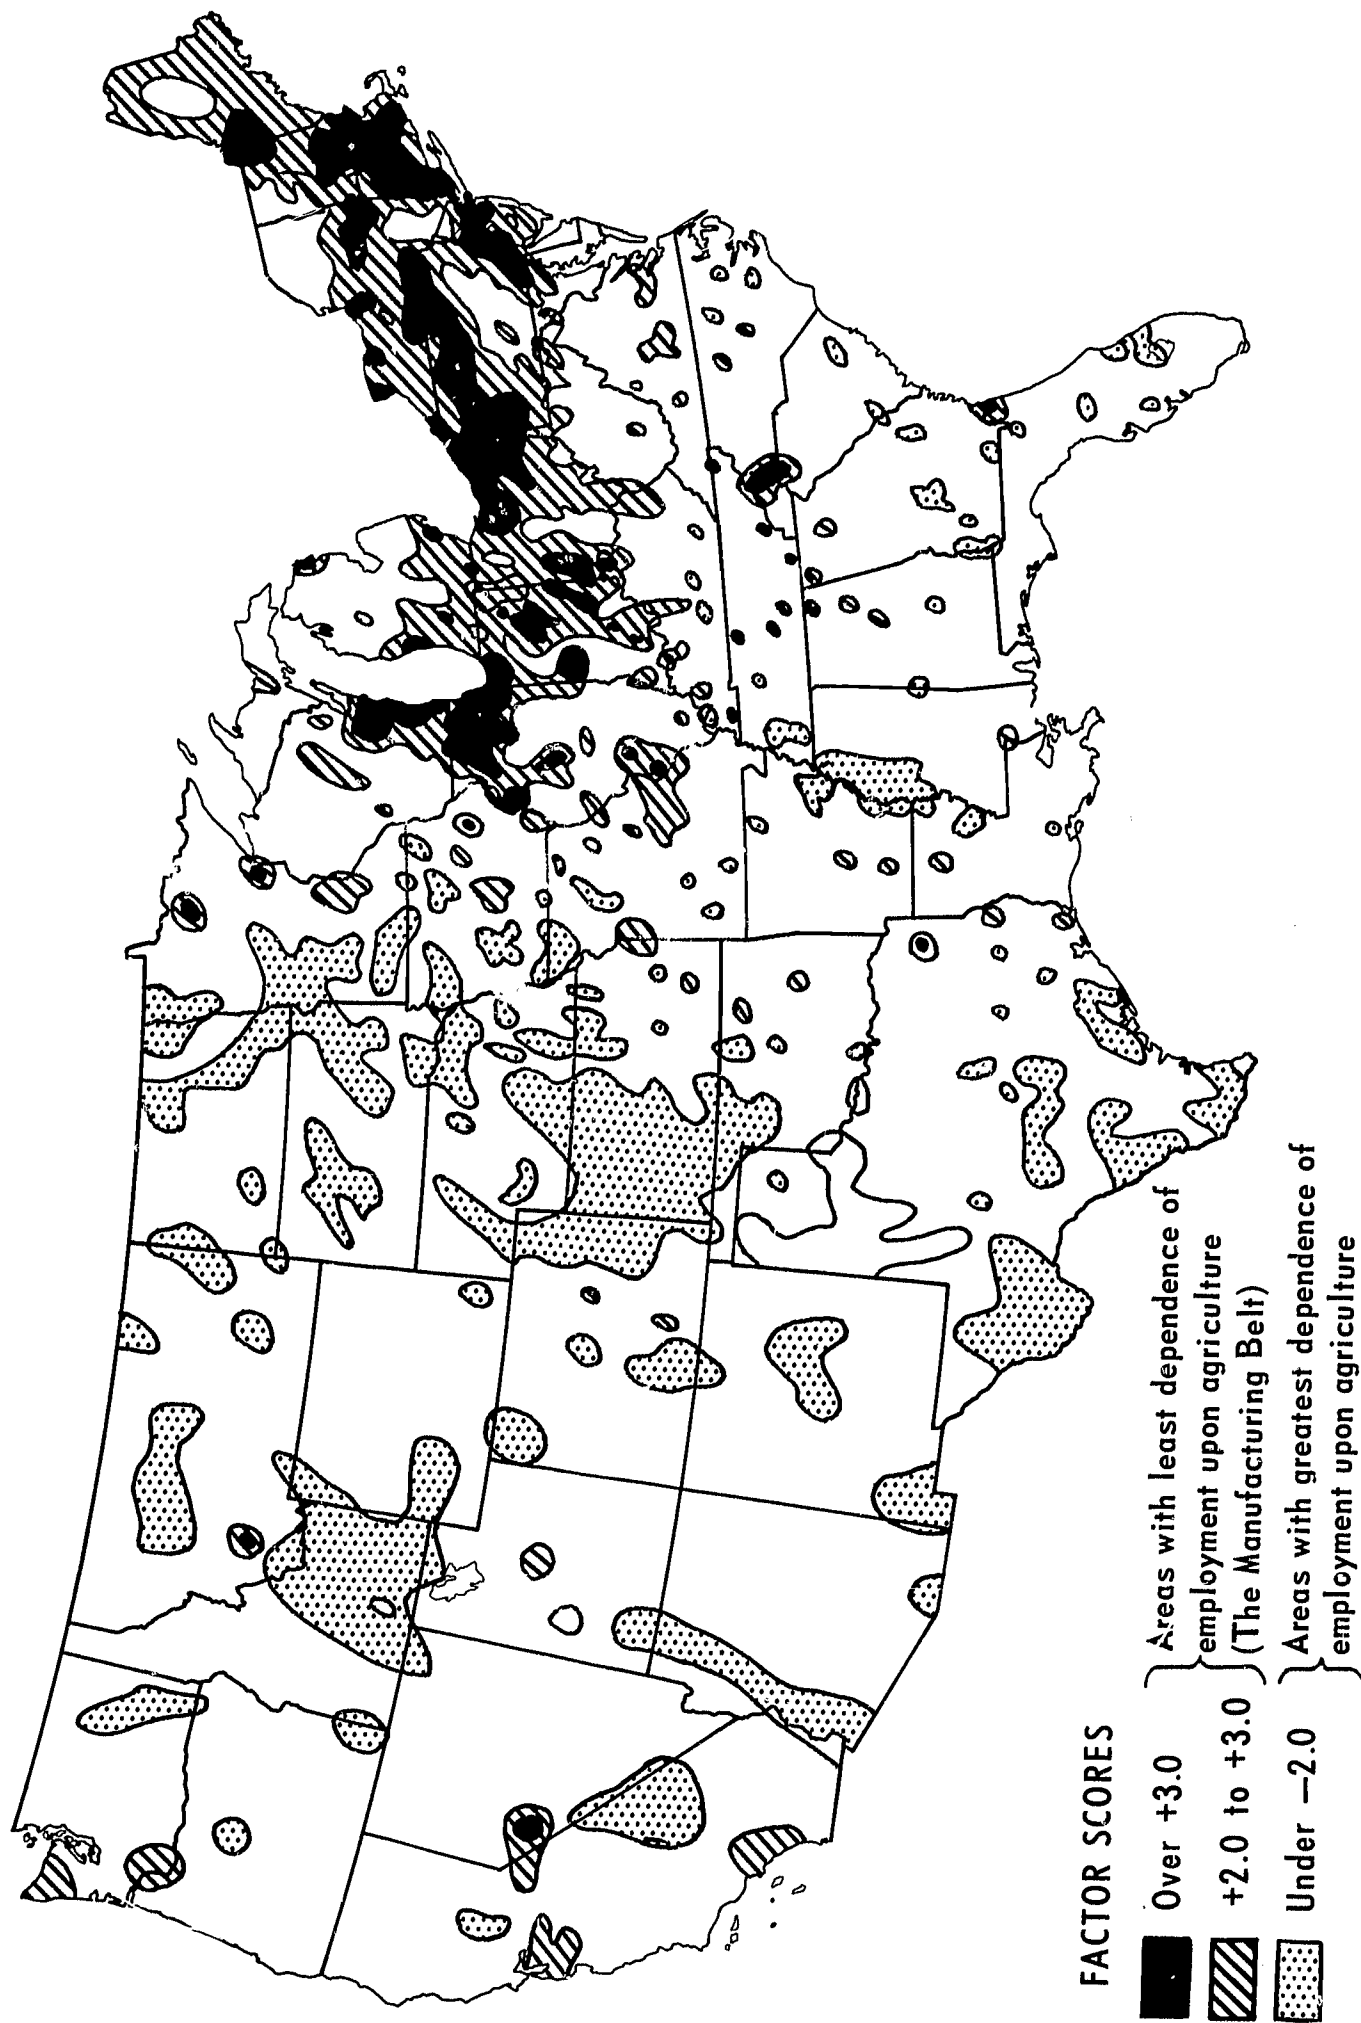 FACTOR SCORES
Over +3.0
+2.0 to +3.0
Areas with least dependence of
employment upon agriculture
(The Manufacturing Belt)
Under –2.0
Areas with greatest dependence of
employment upon agriculture